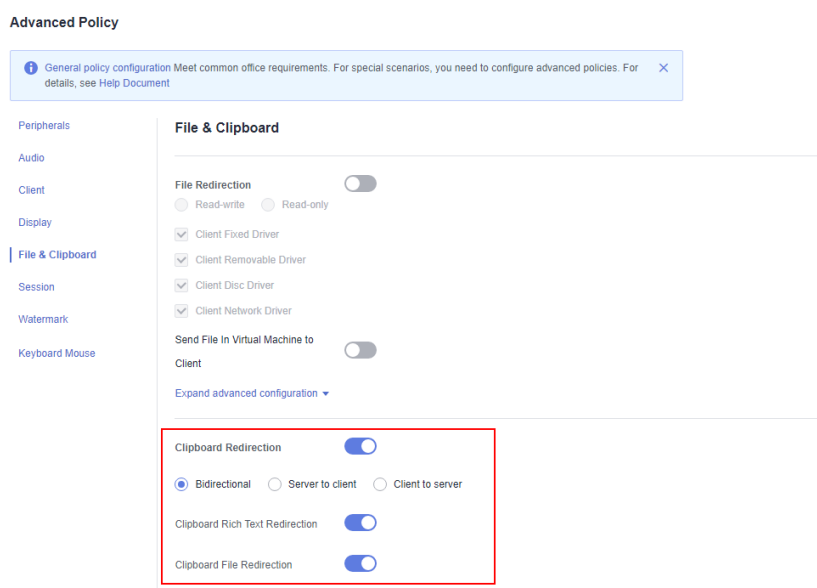 Advanced Policy
General policy configuration Meet common office requirements. For special scenarios, you need to configure advanced policies. For
details, see Help Document
Peripherals
Audio
Client
Display
File & Clipboard
Session
Watermark
Keyboard Mouse
File & Clipboard
File Redirection
Read-write Read-only
Client Fixed Driver
Client Removable Driver
Client Disc Driver
Client Network Driver
Send File In Virtual Machine to
Client
Expand advanced configuration
Clipboard Redirection
Bidirectional Server to client Client to server
Clipboard Rich Text Redirection
Clipboard File Redirection